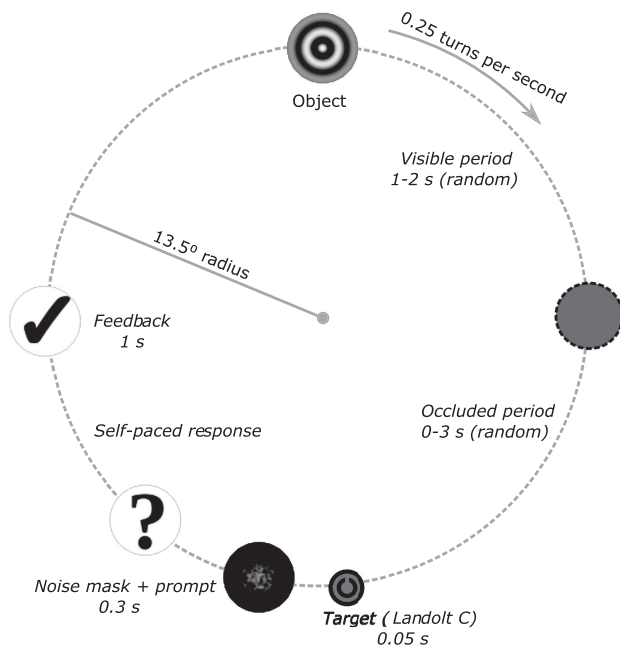 0.25 turns per second
Object
Visible period
1-2 s (random)
13.5º radius
Feedback
1 s
Occluded period
0-3 s (random)
Self-paced response
?
Noise mask + prompt
0.3 s
Target ( Landolt C)
0.05 s